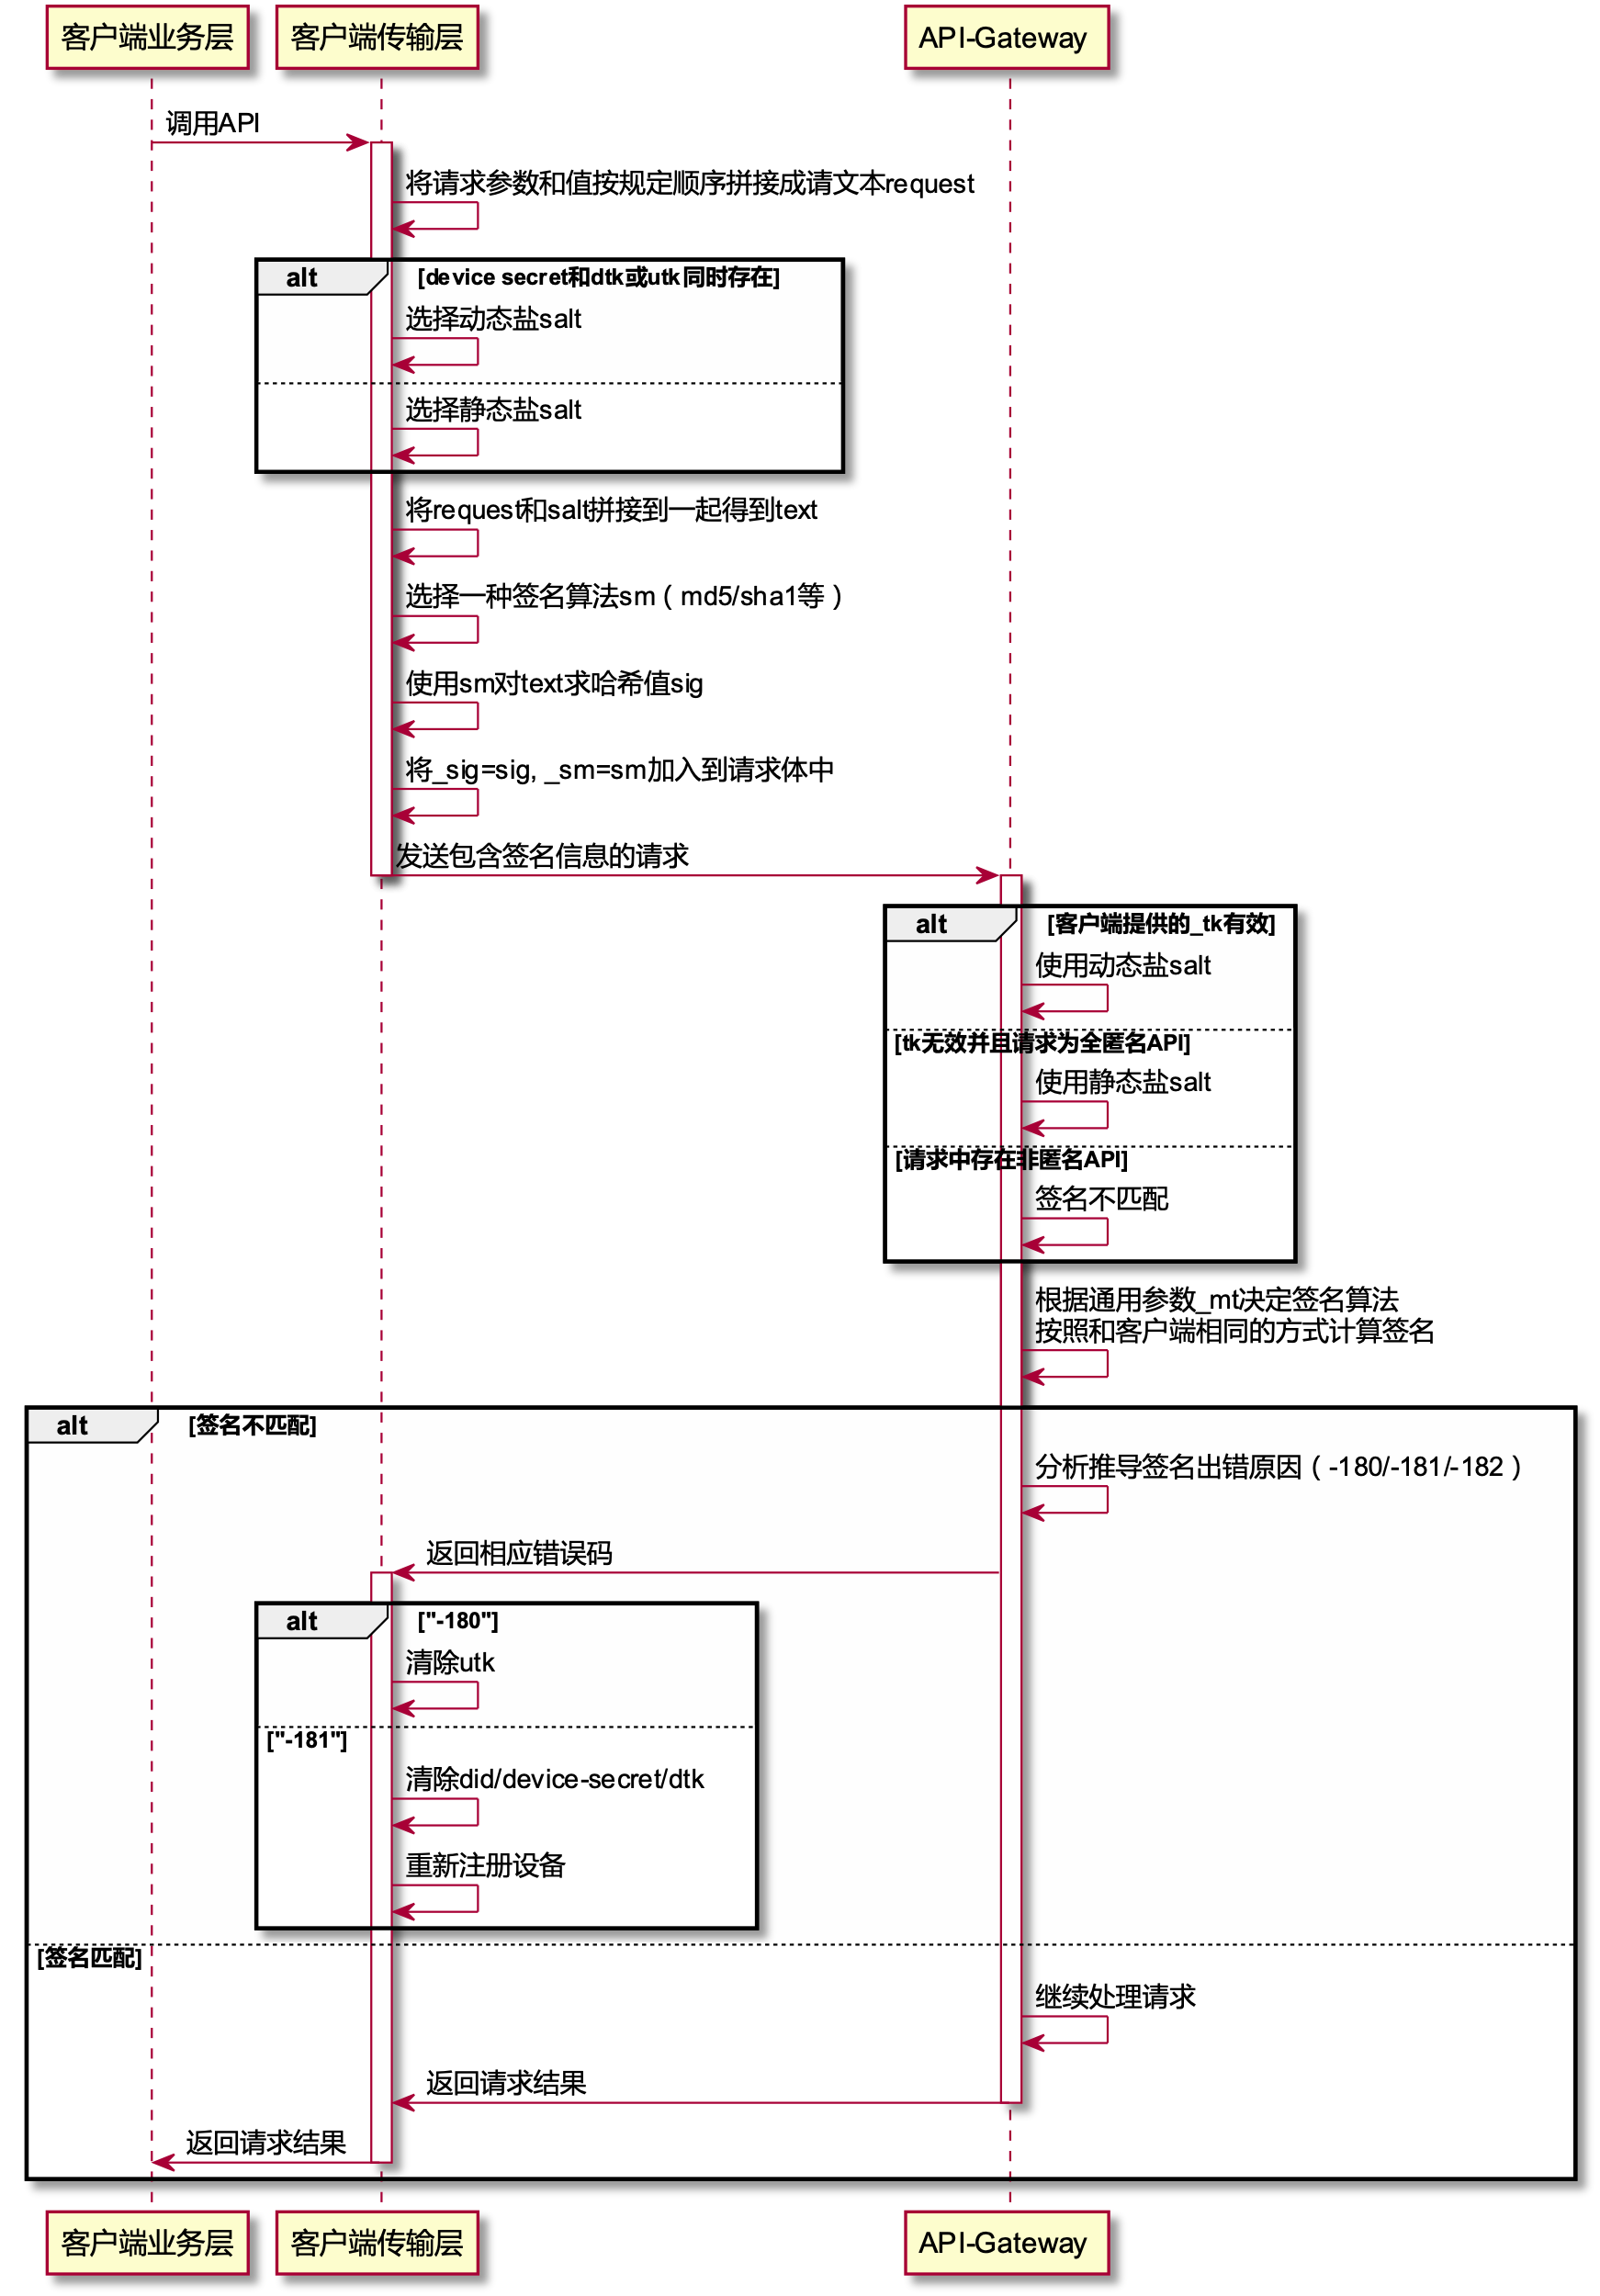 客户端业务层
客户端传输层
API-Gateway
调用API
将请求参数和值按规定顺序拼接成请文本request
alt
[device secret和dtk或utk同时存在]
选择动态盐salt
选择静态盐salt
将request和salt拼接到一起得到text
选择一种签名算法sm（md5/sha1等）
使用sm对text求哈希值sig
将_sig=sig, _sm=sm加入到请求体中
发送包含签名信息的请求
alt
[客户端提供的_tk有效]
使用动态盐salt
[tk无效并且请求为全匿名API]
使用静态盐salt
[请求中存在非匿名API]
签名不匹配
根据通用参数_mt决定签名算法
按照和客户端相同的方式计算签名
alt
[签名不匹配]
分析推导签名出错原因（-180/-181/-182）
返回相应错误码
alt
["-180"]
清除utk
["-181"]
清除did/device-secret/dtk
重新注册设备
[签名匹配]
继续处理请求
返回请求结果
返回请求结果
客户端业务层
客户端传输层
API-Gateway